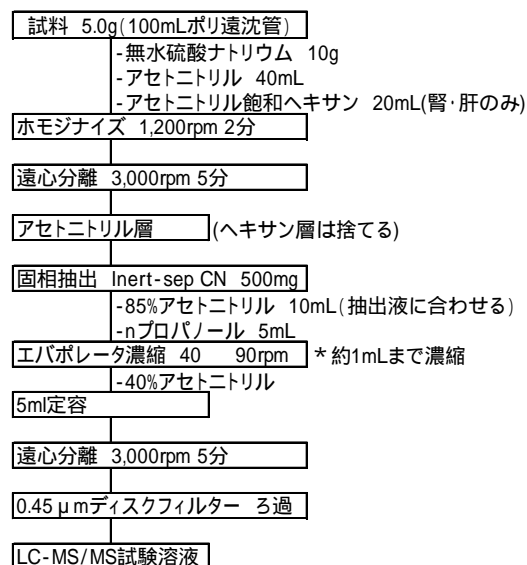 試料 5.0g(100mLポリ遠沈管)
-無水硫酸ナトリウム 10g
-アセトニトリル 40mL
-アセトニトリル飽和ヘキサン 20mL(腎・肝のみ)
ホモジナイズ 1,200rpm 2分
遠心分離 3,000rpm 5分
アセトニトリル層 (ヘキサン層は捨てる)
固相抽出 Inert-sep CN 500mg
-85%アセトニトリル 10mL(抽出液に合わせる)
-nプロパノール 5mL
エバポレータ濃縮 40 90rpm *約1mLまで濃縮
-40%アセトニトリル
5ml定容
遠心分離 3,000rpm 5分
0.45μmディスクフィルター ろ過
LC-MS/MS試験溶液